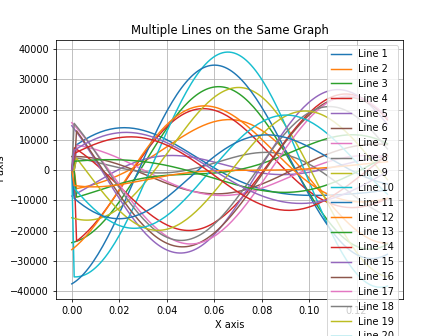 Multiple Lines on the Same Graph
40000
30000
20000
10000
0
−10000
−20000
−30000
−40000
0.00 0.02 0.04 0.06 0.08 0.10
X axis
Line 1
Line 2
Line 3
Line 4
Line 5
Line 6
Line 7
Line 8
Line 9
Line 10
Line 11
Line 12
Line 13
Line 14
Line 15
Line 16
Line 17
Line 18
Line 19
Line 20